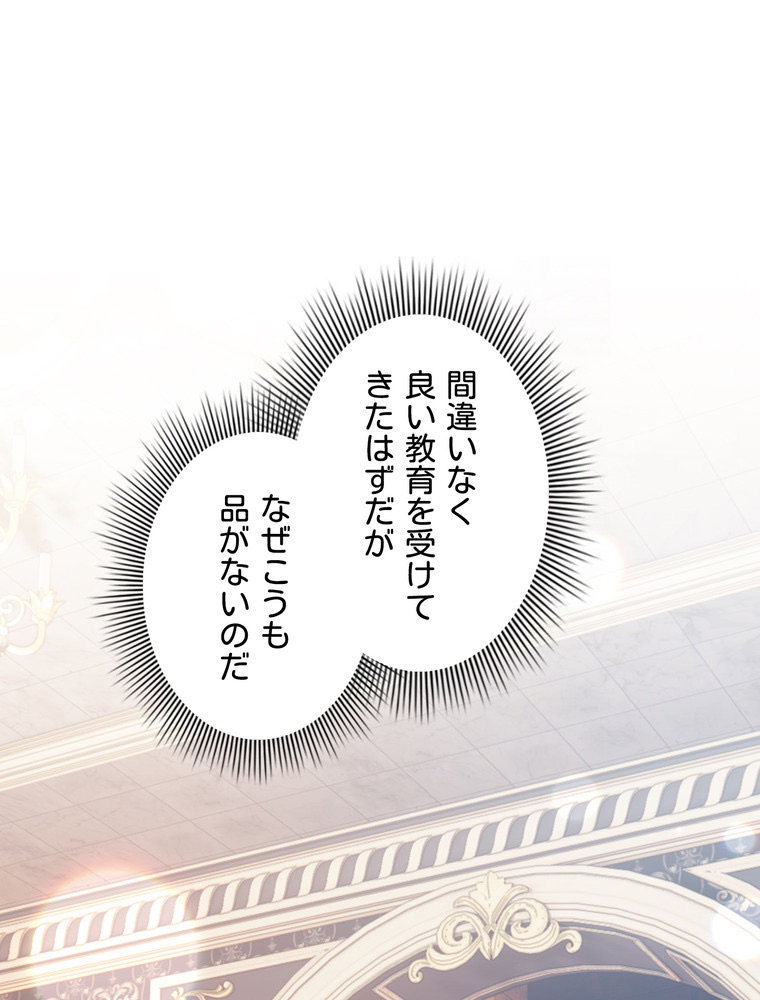 間違いなく
良い教育を受けて
きたはずだが
なぜこうも
品がないのだ